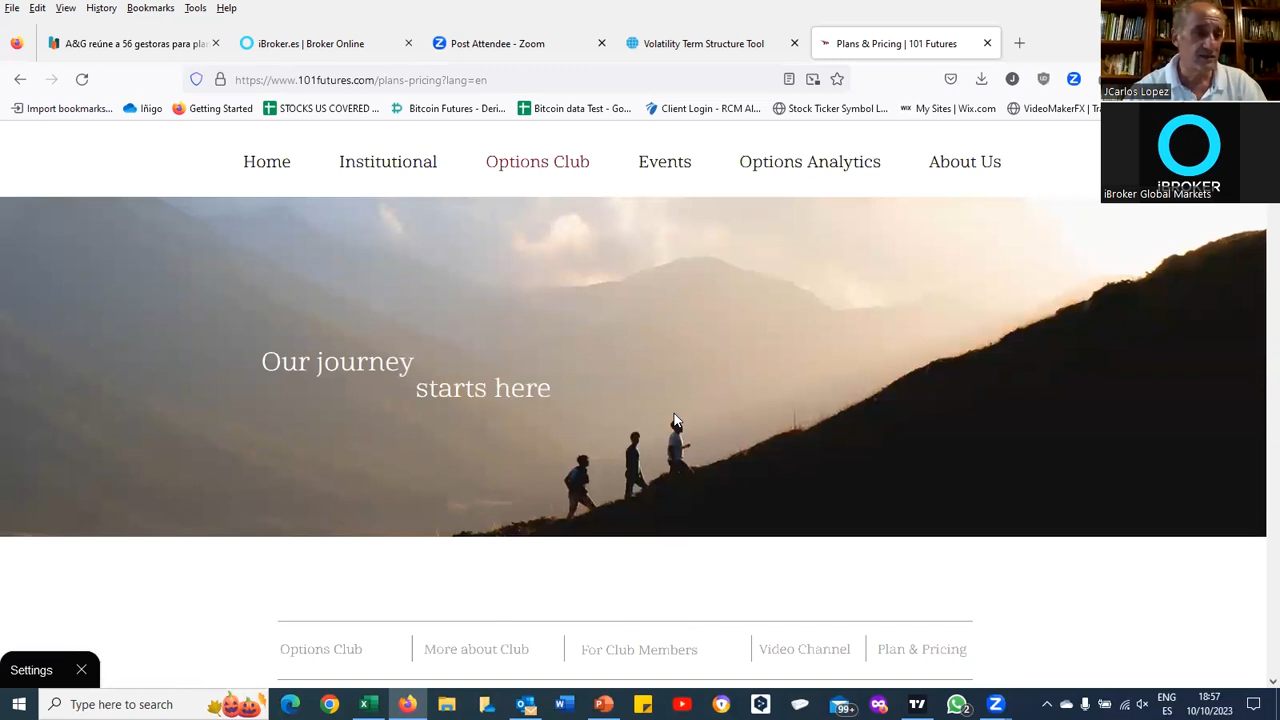 File Edit View History Bookmarks Tools Help
A&G reúne a 56 gestoras para plan
iBroker.es | Broker Online
Post Attendee - Zoom
Volatility Term Structure Tool
Plans & Pricing | 101 Futures
https://www.101futures.com/plans-pricing?lang=en
Import bookmarks...
Iñigo
Getting Started
STOCKS US COVERED ...
Bitcoin Futures - Deri...
Bitcoin data Test - Go...
Client Login - RCM Al...
Stock Ticker Symbol L...
WIX My Sites | Wix.com
VideoMakerFX | Tra
JCarlos Lopez
iBROKER
iBroker Global Markets
Home
Institutional
Options Club
Events
Options Analytics
About Us
Our journey
starts here
Options Club
More about Club
For Club Members
Video Channel
Plan & Pricing
Settings
Type here to search
99+
2
ENG
ES
18:57
10/10/2023